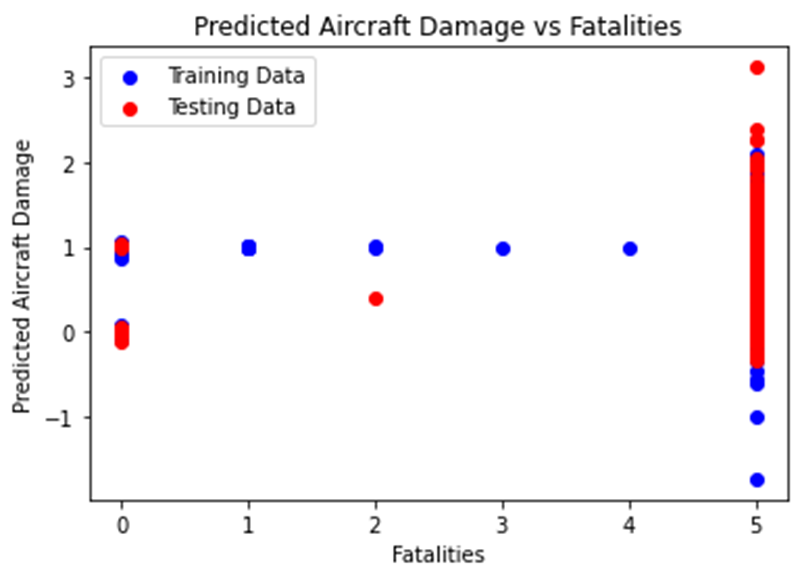 Predicted Aircraft Damage vs Fatalities
Training Data
Testing Data
Predicted Aircraft Damage
3
2
1
0
−1
0 1 2 3 4 5
Fatalities